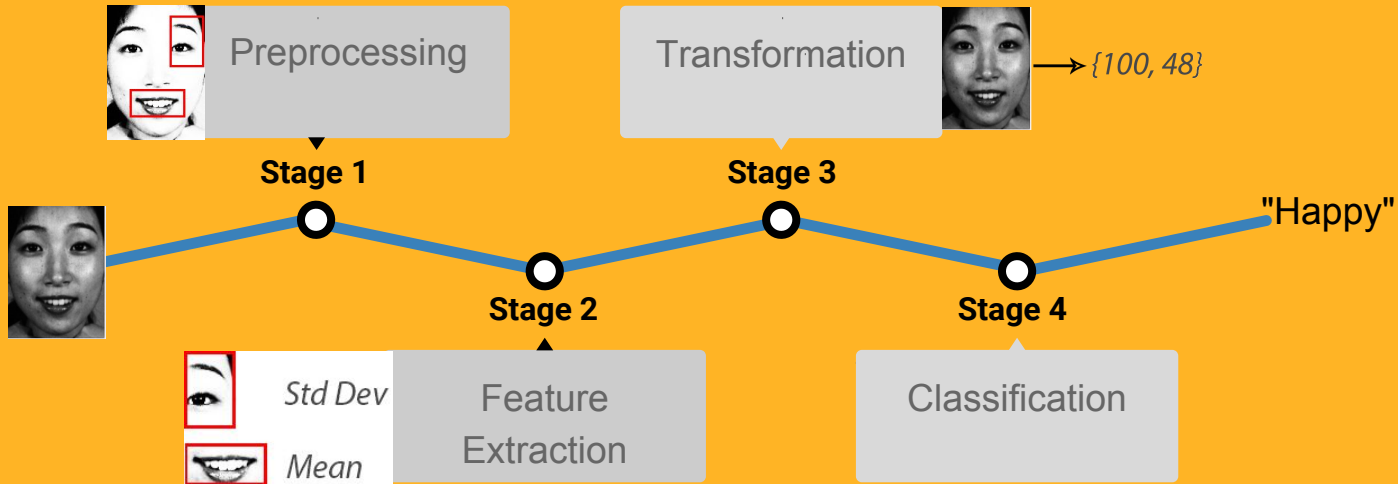 Preprocessing
Transformation
{100, 48}
Stage 1
Stage 3
"Happy"
Stage 2
Stage 4
Std Dev
Mean
Feature
Extraction
Classification